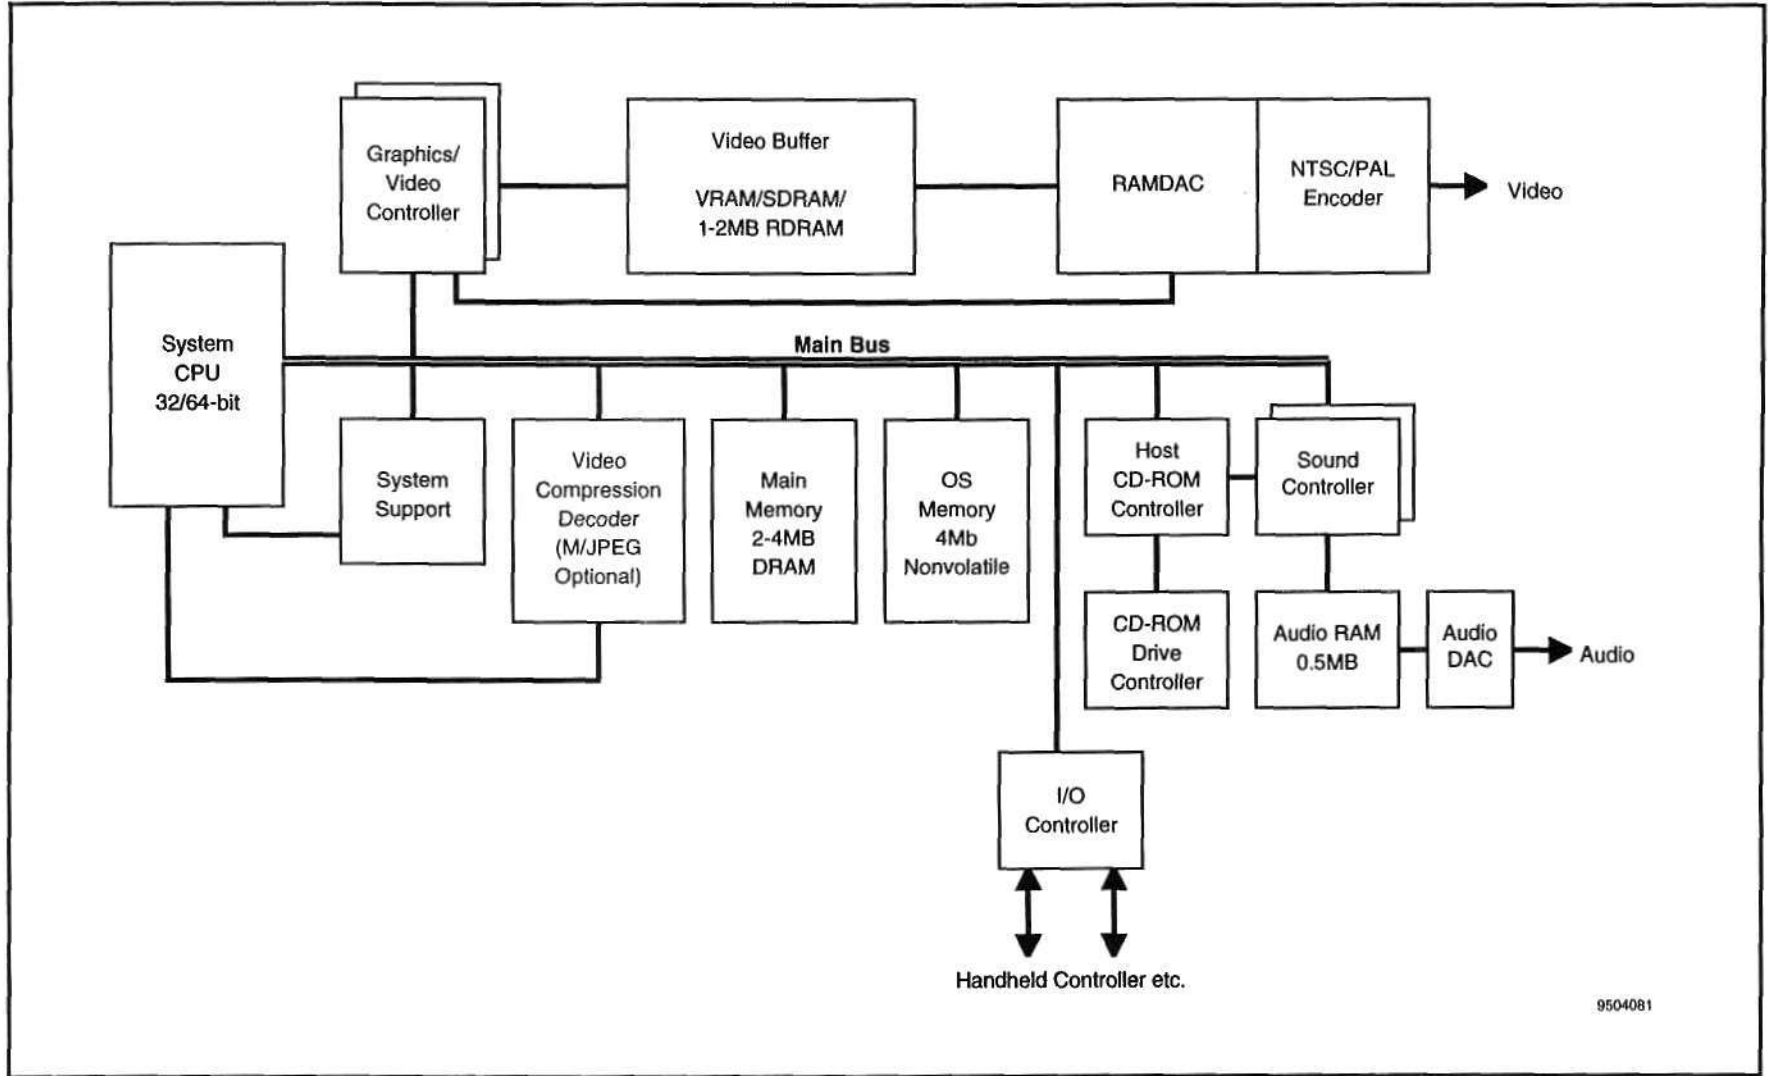 Graphics/
Video
Controller
Video Buffer
VRAM/SDRAM/
1-2MB RDRAM
RAMDAC
NTSC/PAL
Encoder
Video
System
CPU
32/64-bit
Main Bus
System
Support
Video
Compression
Decoder
(M/JPEG
Optional)
Main
Memory
2-4MB
DRAM
OS
Memory
4Mb
Nonvolatile
Host
CD-ROM
Controller
Sound
Controller
CD-ROM
Drive
Controller
Audio RAM
0.5MB
Audio
DAC
Audio
I/O
Controller
Handheld Controller etc.
9504081